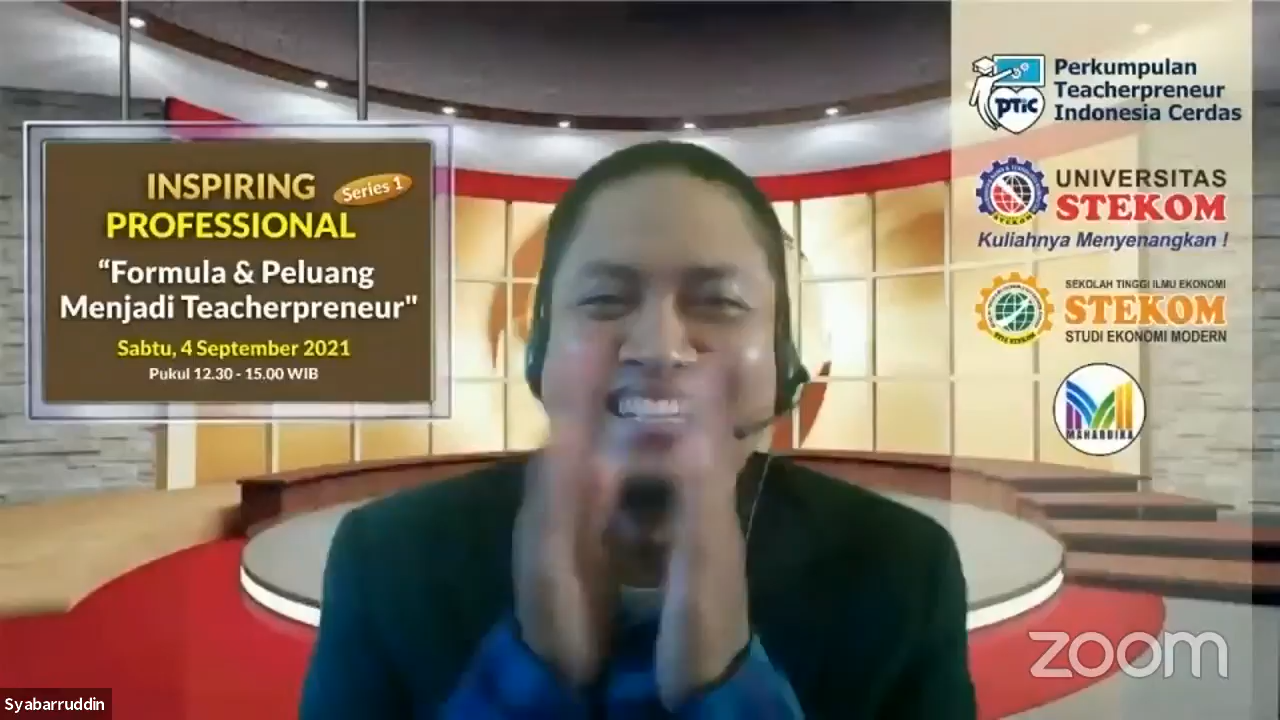 INSPIRING
Series 1
PROFESSIONAL
“Formula & Peluang
Menjadi Teacherpreneur"
Sabtu, 4 September 2021
Pukul 12.30 - 15.00 WIB
PTIC
Perkumpulan
Teacherpreneur
Indonesia Cerdas
UNIVERSITAS
STEKOM
Kuliahnya Menyenangkan !
SEKOLAH TINGGI ILMU EKONOMI
STEKOM
STUDI EKONOMI MODERN
MAHARDIKA
zoom
Syabarruddin